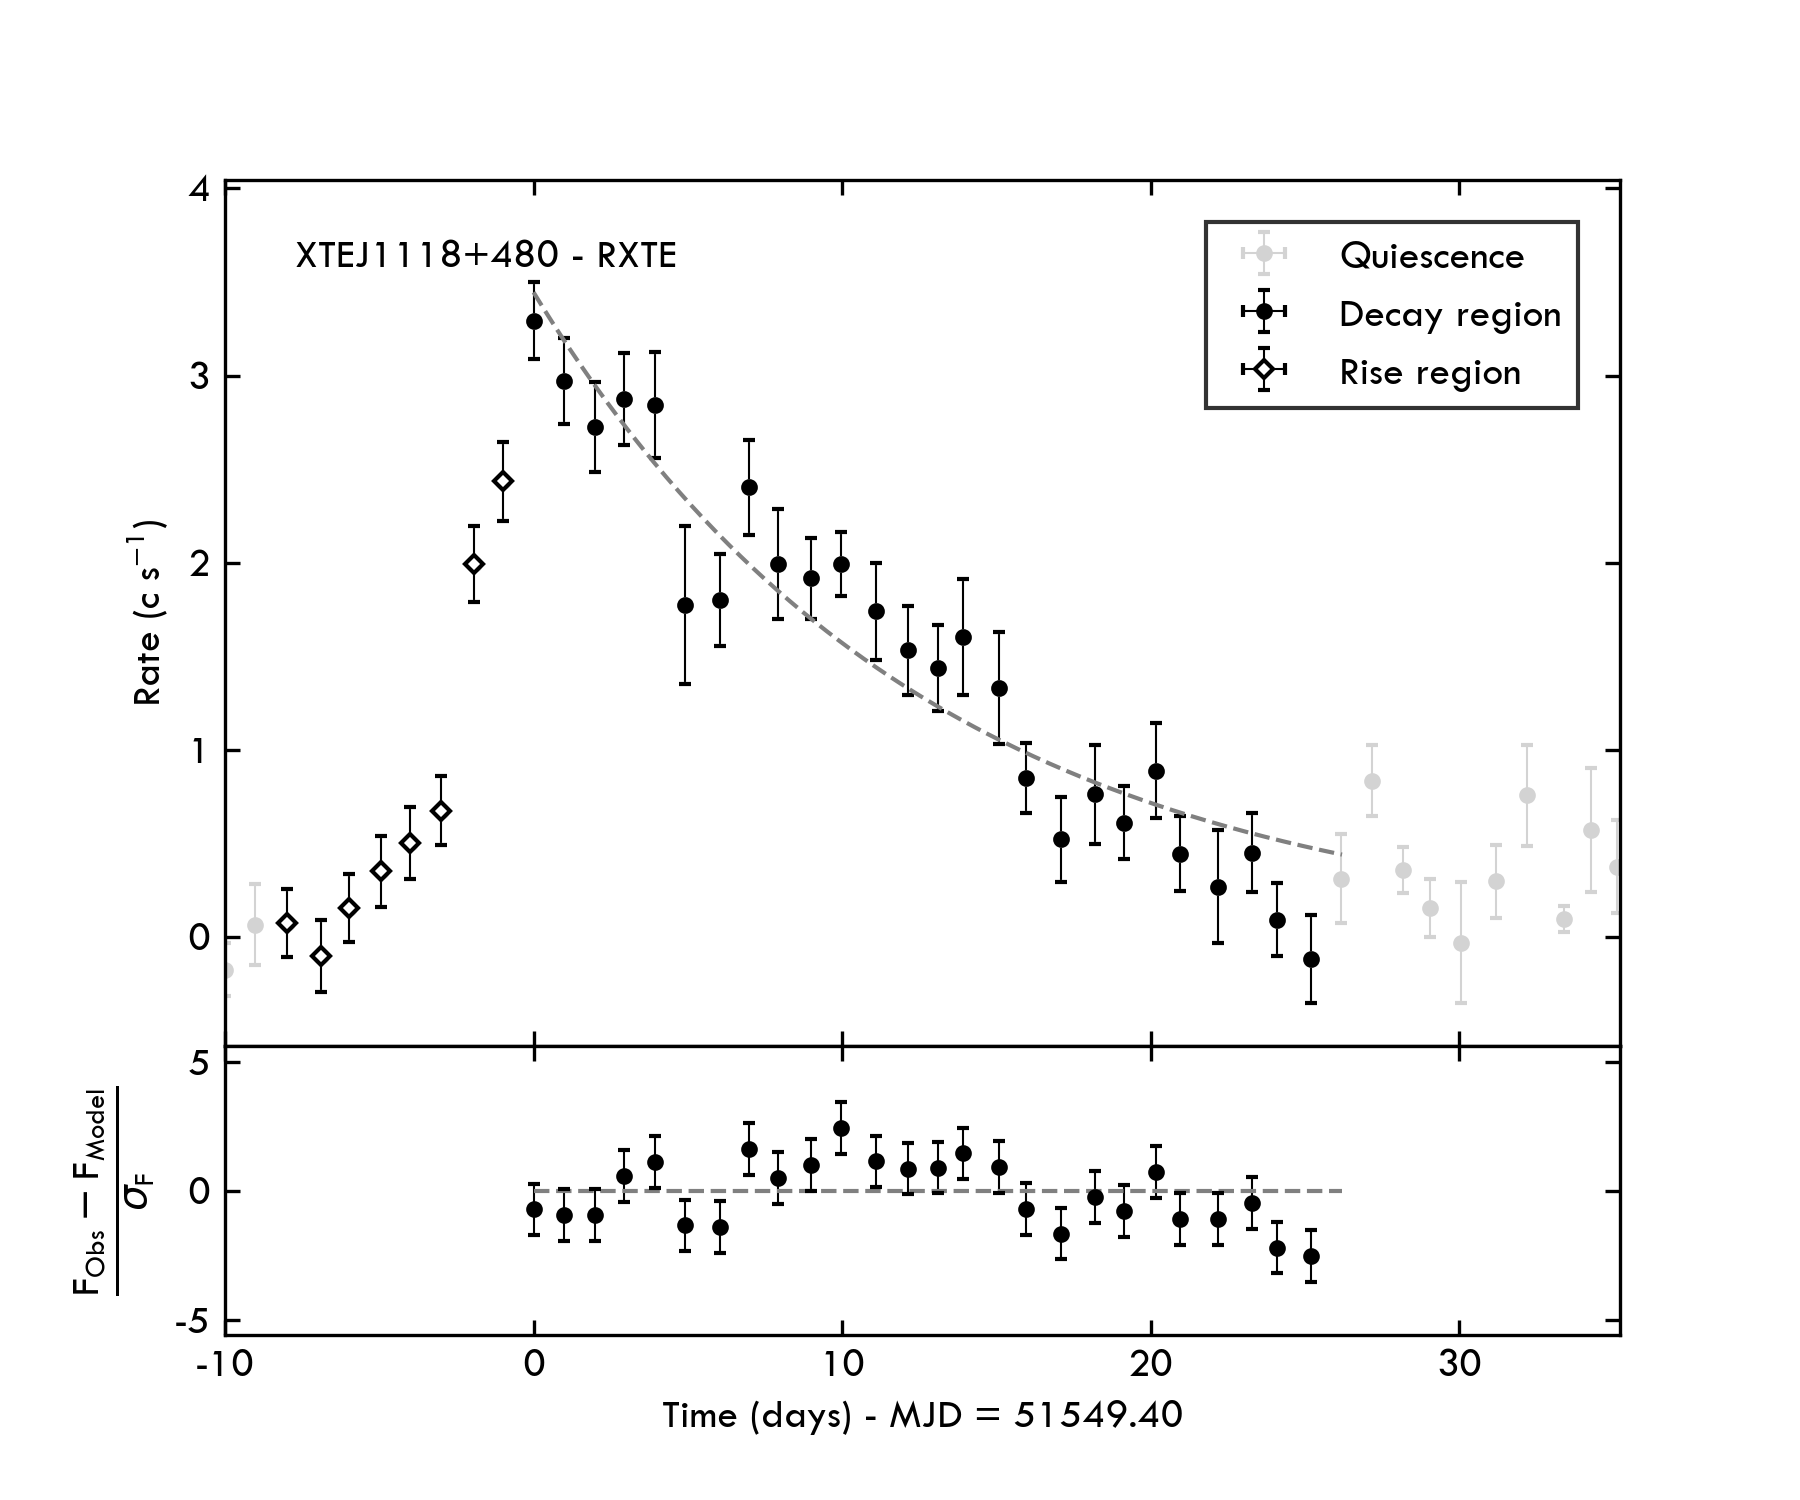 XTEJ1118+480 - RXTE
Quiescence
Decay region
Rise region
4
3
2
1
0
Rate (c s⁻¹)
5
0
-5
F_Obs − F_Model
σ_F
-10 0 10 20 30
Time (days) - MJD = 51549.40